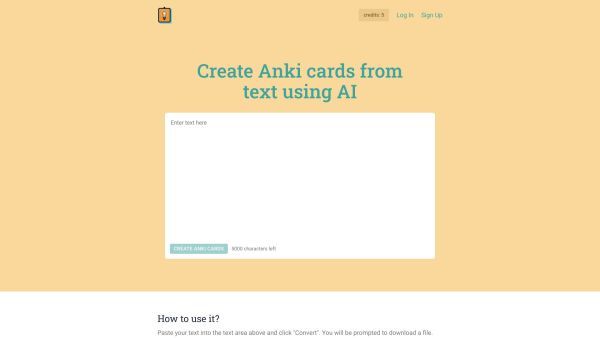 credits: 5 Log In Sign Up
Create Anki cards from
text using AI
Enter text here
CREATE ANKI CARDS 5000 characters left
How to use it?
Paste your text into the text area above and click "Convert". You will be prompted to download a file.